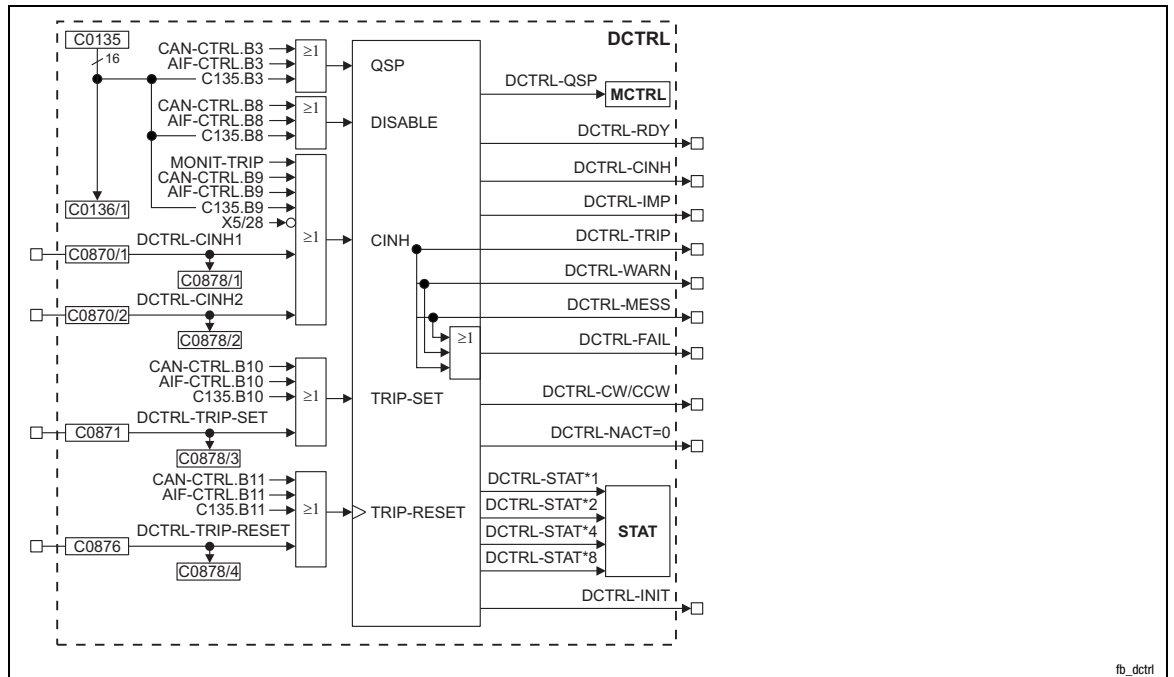 DCTRL
C0135
16
CAN-CTRL.B3
AIF-CTRL.B3
C135.B3
≥1
QSP
DCTRL-QSP
MCTRL
CAN-CTRL.B8
AIF-CTRL.B8
C135.B8
≥1
DISABLE
DCTRL-RDY
MONIT-TRIP
CAN-CTRL.B9
AIF-CTRL.B9
C135.B9
X5/28
≥1
CINH
C0136/1
DCTRL-CINH
DCTRL-IMP
DCTRL-CINH1
C0870/1
C0878/1
DCTRL-TRIP
DCTRL-WARN
DCTRL-CINH2
C0870/2
C0878/2
DCTRL-MESS
≥1
DCTRL-FAIL
CAN-CTRL.B10
AIF-CTRL.B10
C135.B10
≥1
TRIP-SET
DCTRL-CW/CCW
DCTRL-TRIP-SET
C0871
C0878/3
DCTRL-NACT=0
CAN-CTRL.B11
AIF-CTRL.B11
C135.B11
≥1
TRIP-RESET
DCTRL-STAT*1
DCTRL-STAT*2
DCTRL-STAT*4
DCTRL-STAT*8
STAT
DCTRL-TRIP-RESET
C0876
C0878/4
DCTRL-INIT
fb_dctrl